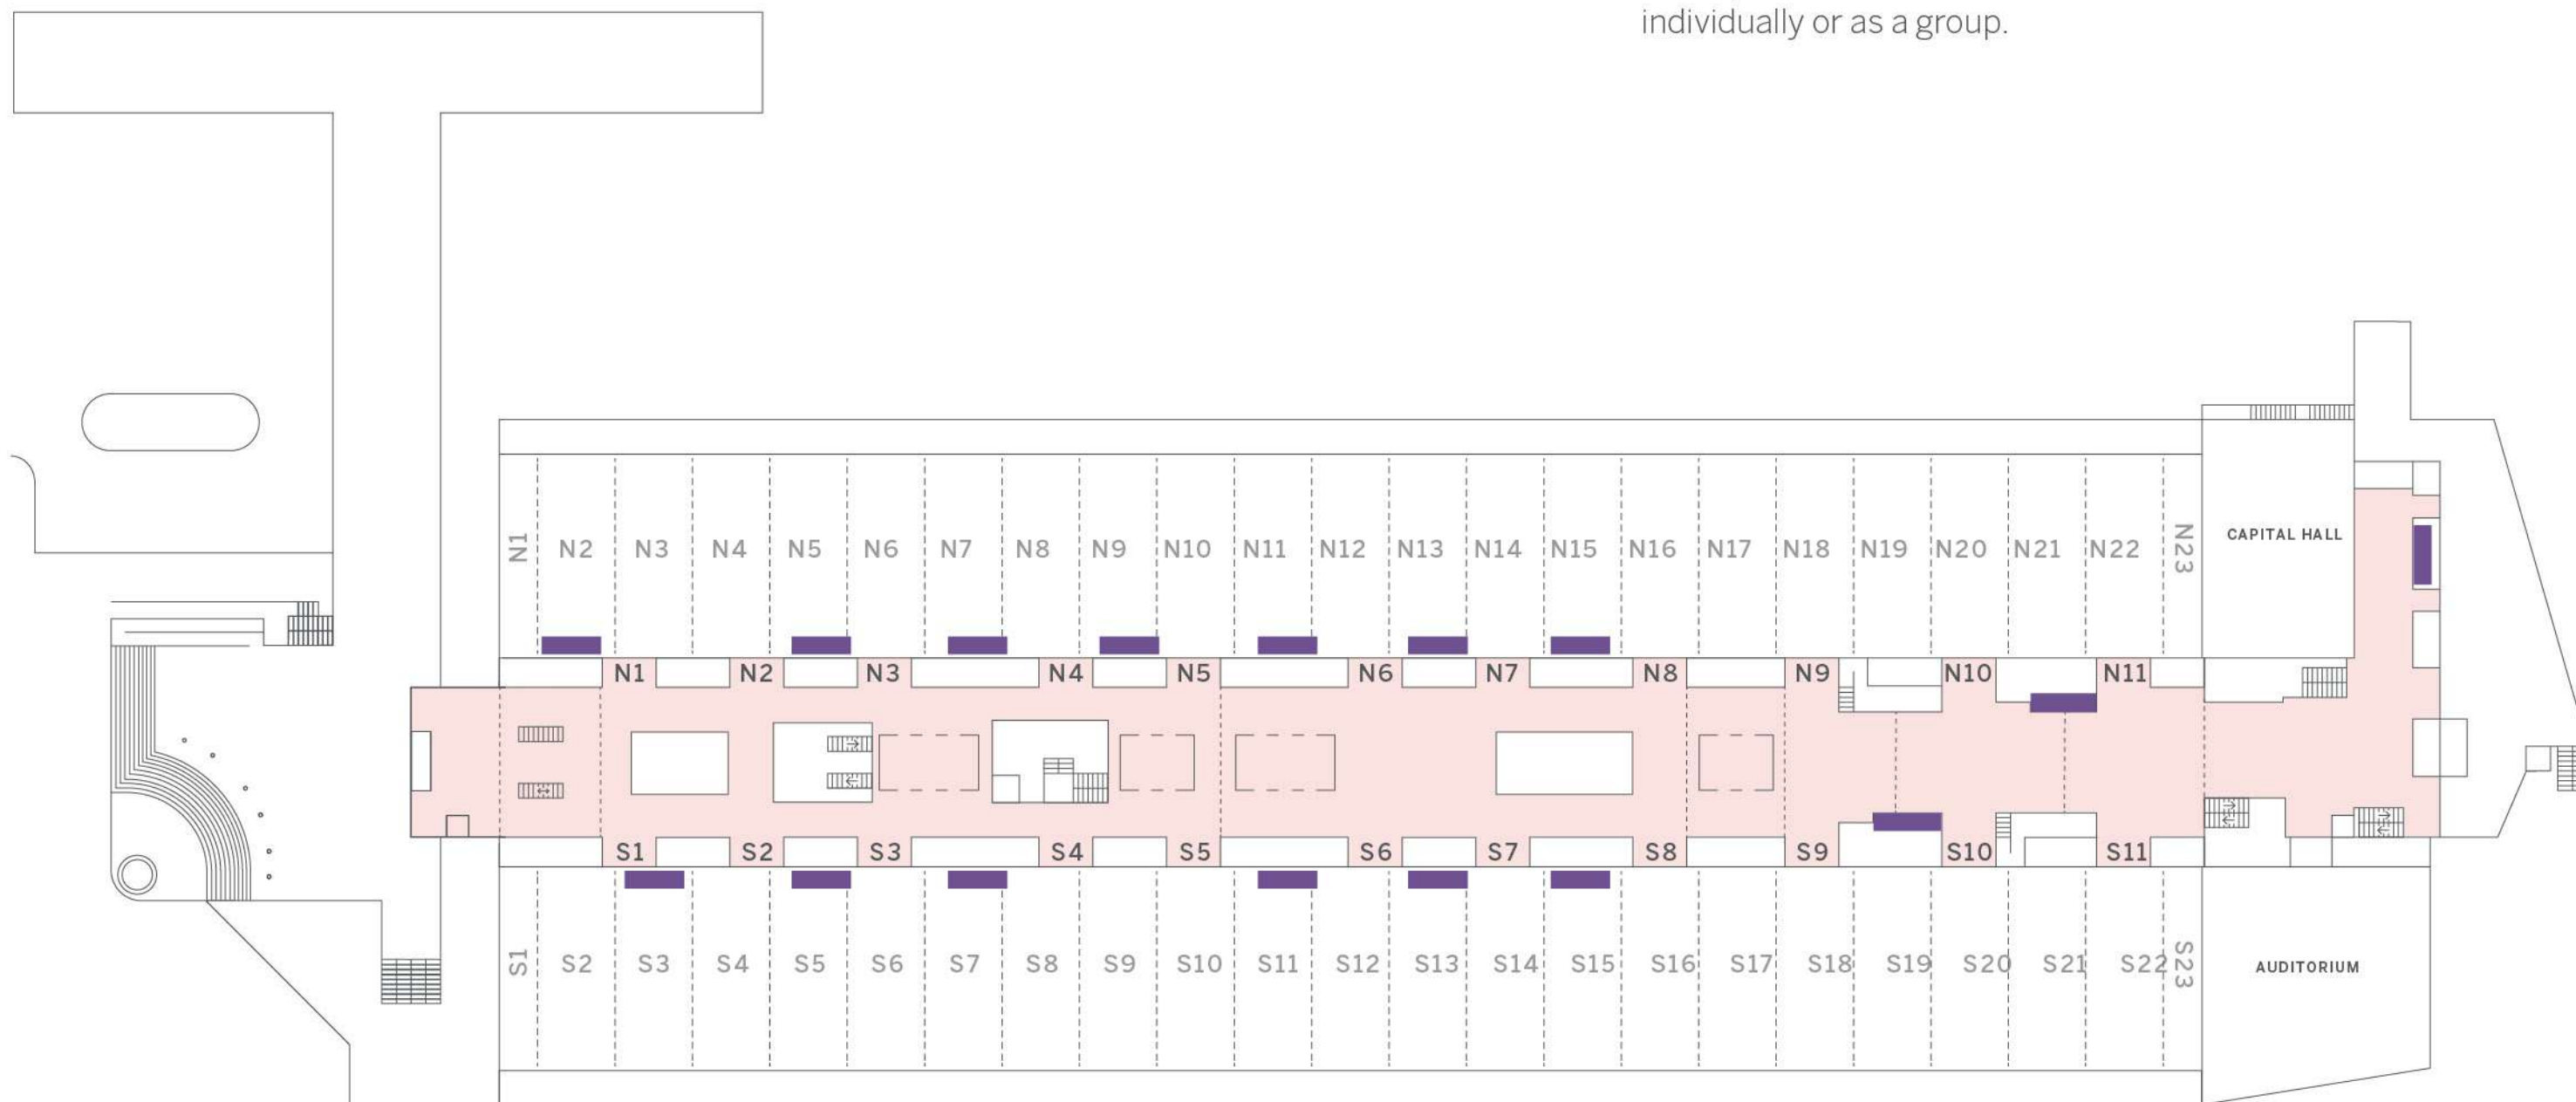 individually or as a group.
N1 N2 N3 N4 N5 N6 N7 N8 N9 N10 N11 N12 N13 N14 N15 N16 N17 N18 N19 N20 N21 N22 N23 CAPITAL HALL
N1 N2 N3 N4 N5 N6 N7 N8 N9 N10 N11
S1 S2 S3 S4 S5 S6 S7 S8 S9 S10 S11
S1 S2 S3 S4 S5 S6 S7 S8 S9 S10 S11 S12 S13 S14 S15 S16 S17 S18 S19 S20 S21 S22 S23 AUDITORIUM